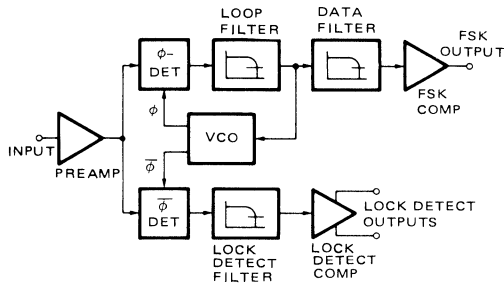 LOOP
FILTER
DATA
FILTER
FSK
OUTPUT
ϕ–
DET
FSK
COMP
ϕ
VCO
INPUT
PREAMP
ϕ̅
ϕ̅
DET
LOCK DETECT
OUTPUTS
LOCK
DETECT
FILTER
LOCK
DETECT
COMP